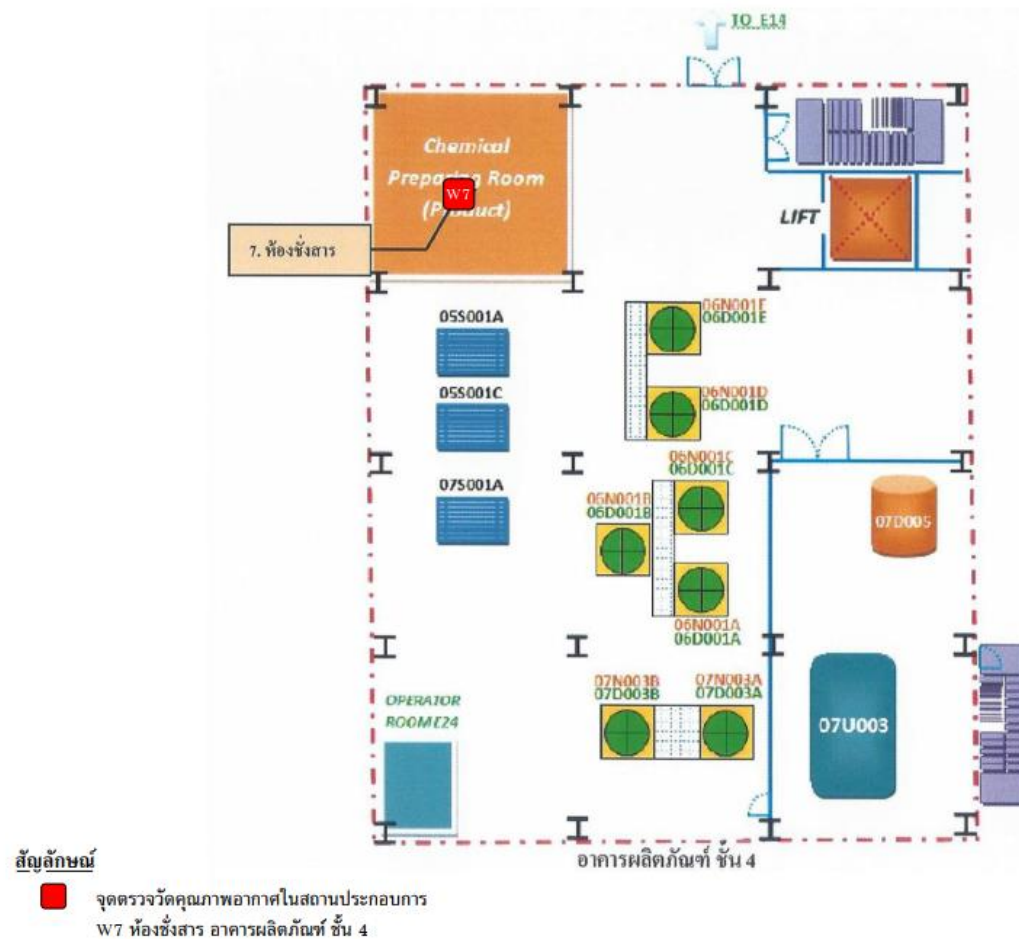 TO E14
Chemical
Preparing Room
(Product)
W7
LIFT
7. ห้องชั่งสาร
05S001A
06N001E
06D001E
05S001C
06N001D
06D001D
06N001C
06D001C
07S001A
06N001B
06D001B
07D005
06N001A
06D001A
07N003B
07N003A
07D003B
07D003A
OPERATOR
ROOM E24
07U003
อาคารผลิตภัณฑ์ ชั้น 4
สัญลักษณ์
จุดตรวจวัดคุณภาพอากาศในสถานประกอบการ
W7 ห้องชั่งสาร อาคารผลิตภัณฑ์ ชั้น 4